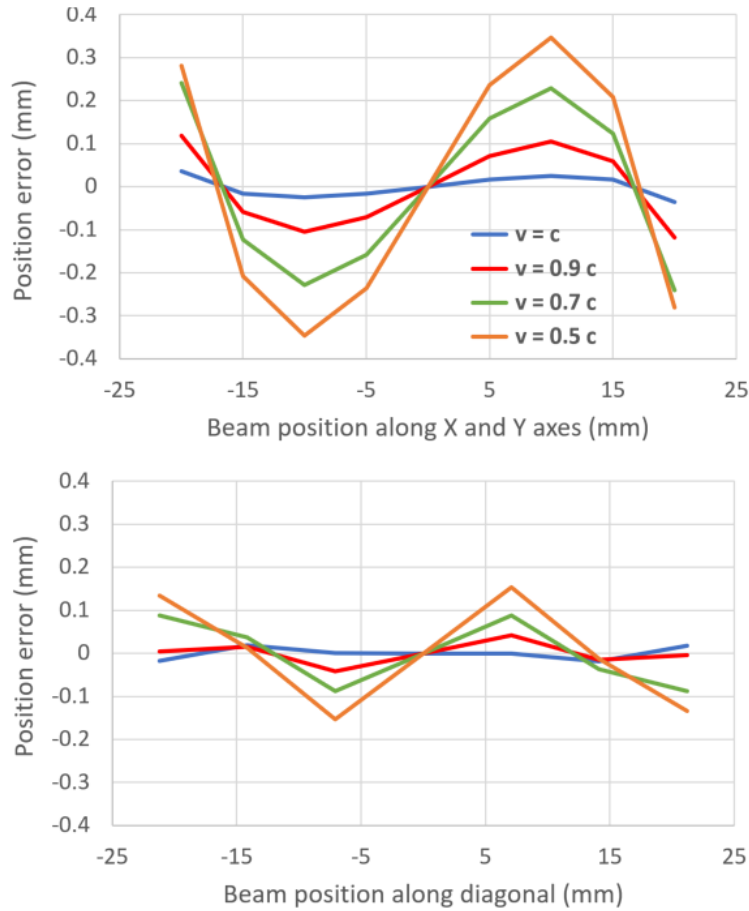 0.4
0.3
0.2
0.1
0
-0.1
-0.2
-0.3
-0.4
Position error (mm)
v = c
v = 0.9 c
v = 0.7 c
v = 0.5 c
-25 -15 -5 5 15 25
Beam position along X and Y axes (mm)
0.4
0.3
0.2
0.1
0
-0.1
-0.2
-0.3
-0.4
Position error (mm)
-25 -15 -5 5 15 25
Beam position along diagonal (mm)